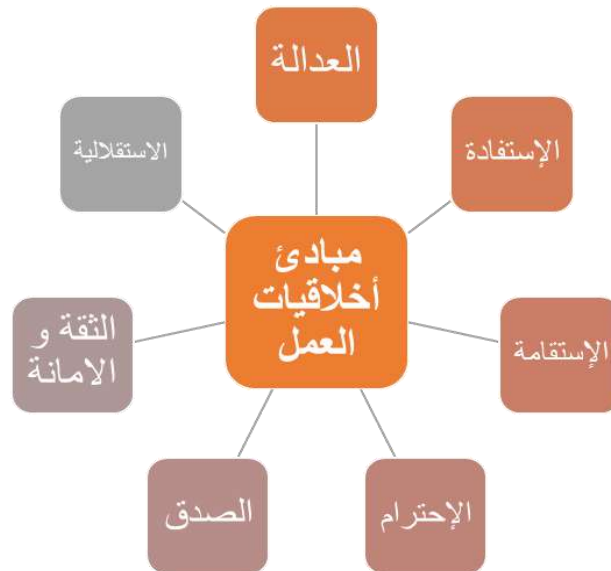 العدالة
الإستفادة
الإستقامة
الإحترام
الصدق
الثقة و
الامانة
الاستقلالية
مبادئ
أخلاقيات
العمل